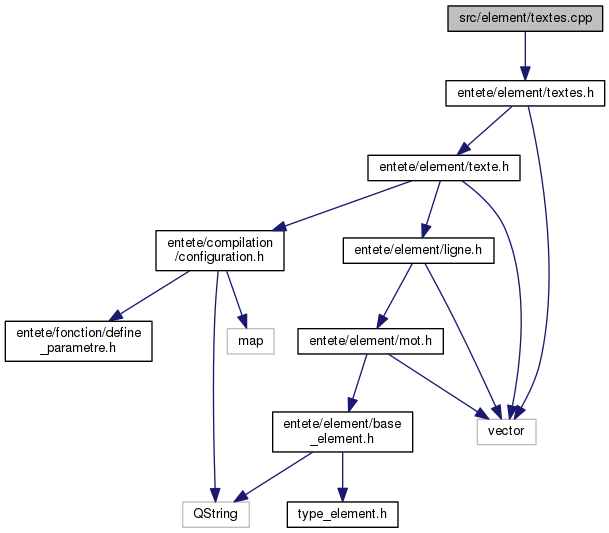 src/element/textes.cpp
entete/element/textes.h
entete/element/texte.h
entete/compilation
/configuration.h
entete/element/ligne.h
entete/fonction/define
_parametre.h
map
entete/element/mot.h
entete/element/base
_element.h
vector
QString
type_element.h